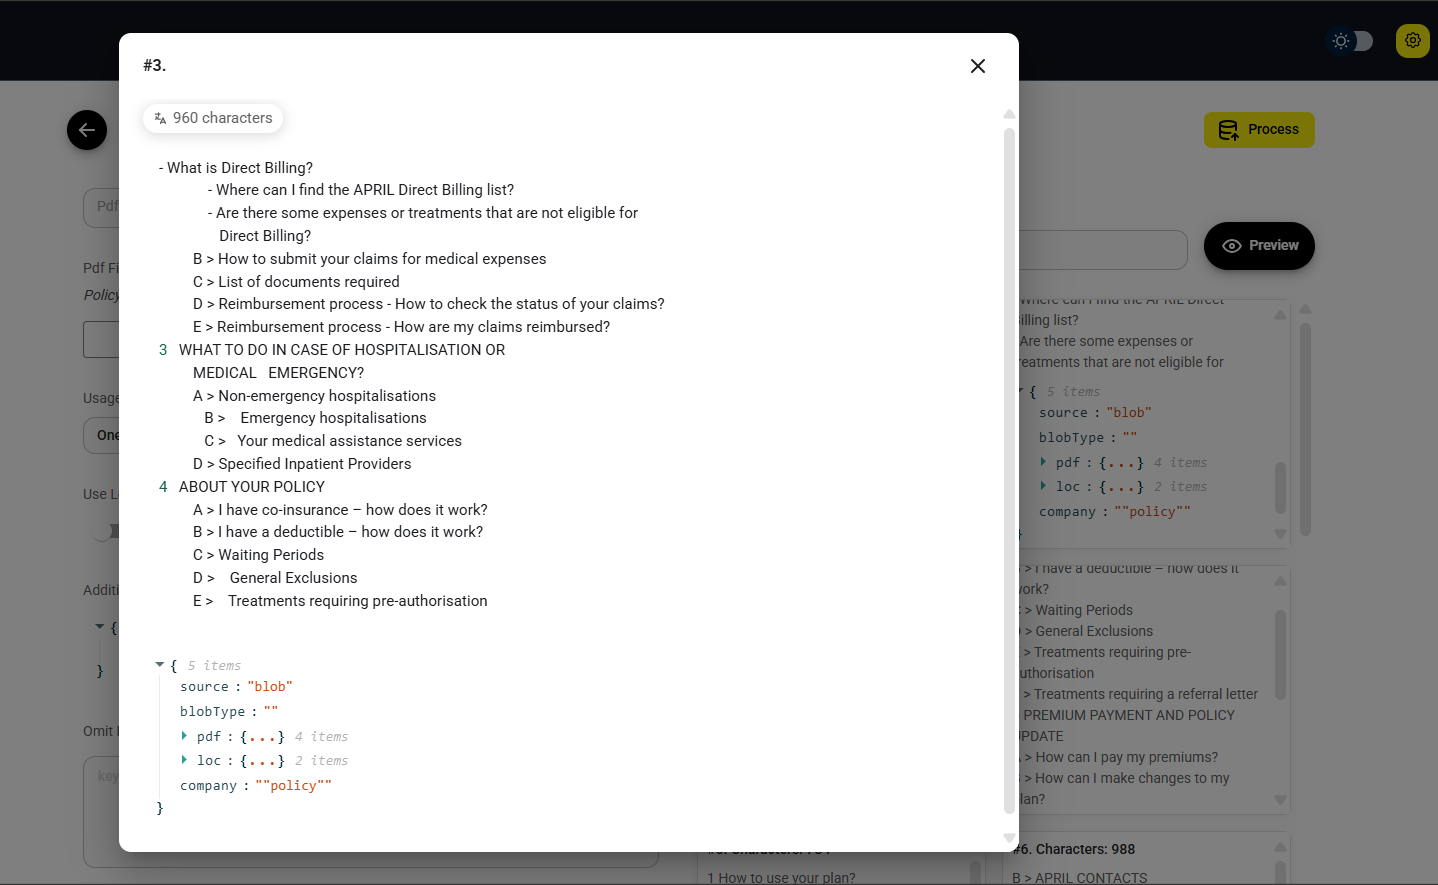 #3.
960 characters
- What is Direct Billing?
- Where can I find the APRIL Direct Billing list?
- Are there some expenses or treatments that are not eligible for
Direct Billing?
B > How to submit your claims for medical expenses
C > List of documents required
D > Reimbursement process - How to check the status of your claims?
E > Reimbursement process - How are my claims reimbursed?
3 WHAT TO DO IN CASE OF HOSPITALISATION OR
MEDICAL EMERGENCY?
A > Non-emergency hospitalisations
B > Emergency hospitalisations
C > Your medical assistance services
D > Specified Inpatient Providers
4 ABOUT YOUR POLICY
A > I have co-insurance – how does it work?
B > I have a deductible – how does it work?
C > Waiting Periods
D > General Exclusions
E > Treatments requiring pre-authorisation
{ 5 items
source : "blob"
blobType : ""
pdf : {...} 4 items
loc : {...} 2 items
company : ""policy""
}
Pdf
Pdf Fi
Policy
Usage
One
Use L
Additi
{
}
Omit
key
Process
Preview
Where can I find the APRIL Direct
illing list?
Are there some expenses or
reatments that are not eligible for
{ 5 items
source : "blob"
blobType : ""
pdf : {...} 4 items
loc : {...} 2 items
company : ""policy""
}
> I have a deductible – how does it
ork?
> Waiting Periods
> General Exclusions
> Treatments requiring pre-
uthorisation
> Treatments requiring a referral letter
PREMIUM PAYMENT AND POLICY
PDATE
> How can I pay my premiums?
> How can I make changes to my
lan?
1 How to use your plan?
#6. Characters: 988
B > APRIL CONTACTS